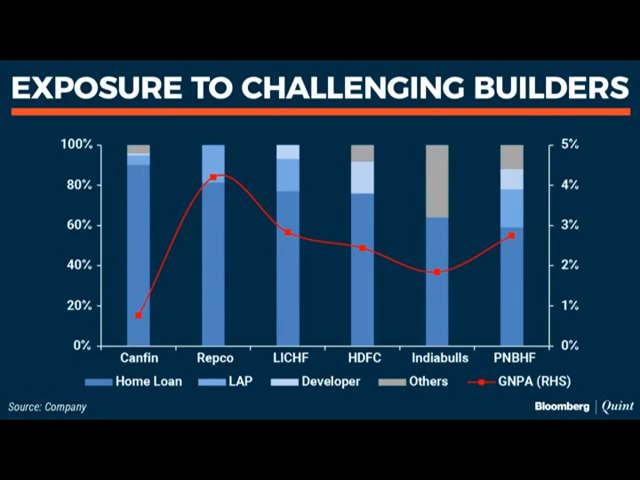 EXPOSURE TO CHALLENGING BUILDERS
100% 5%
80% 4%
60% 3%
40% 2%
20% 1%
0% 0%
Canfin Repco LICHF HDFC Indiabulls PNBHF
Home Loan LAP Developer Others GNPA (RHS)
Source: Company Bloomberg | Quint